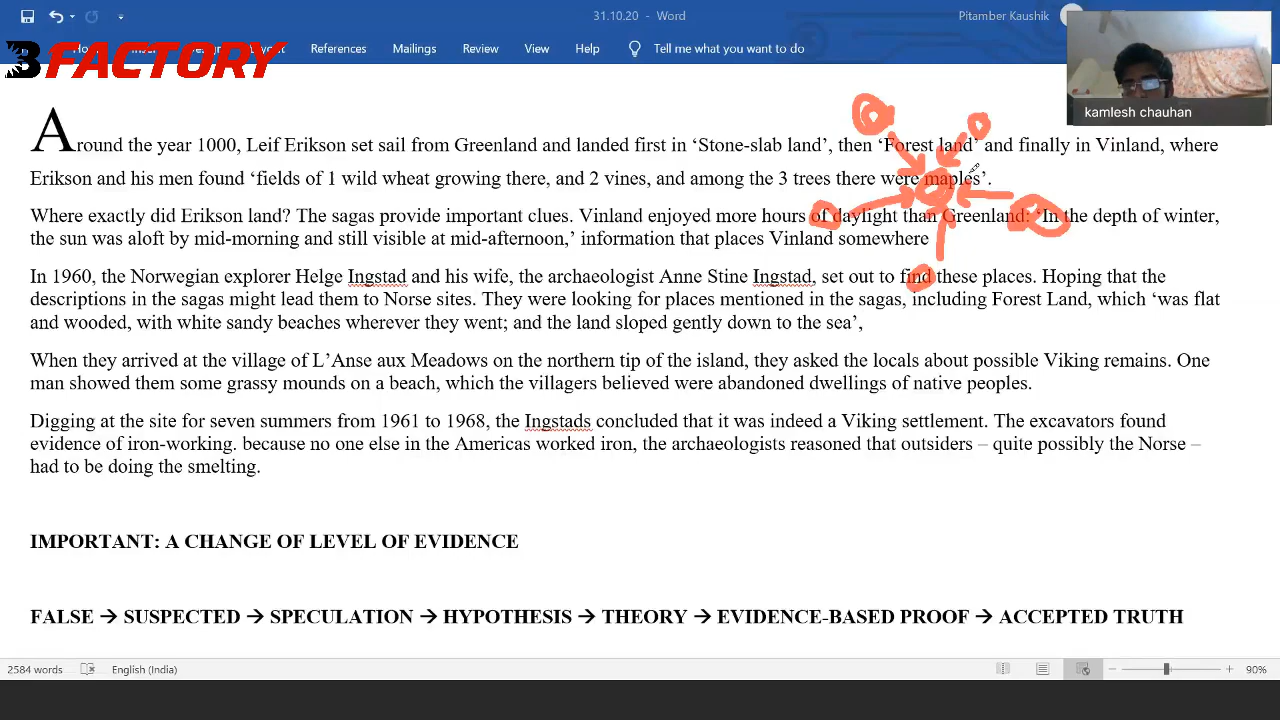 31.10.20 - Word
Pitamber Kaushik
References Mailings Review View Help Tell me what you want to do
3FACTORY
kamlesh chauhan
Around the year 1000, Leif Erikson set sail from Greenland and landed first in ‘Stone-slab land’, then ‘Forest land’ and finally in Vinland, where
Erikson and his men found ‘fields of 1 wild wheat growing there, and 2 vines, and among the 3 trees there were maples’.
Where exactly did Erikson land? The sagas provide important clues. Vinland enjoyed more hours of daylight than Greenland: ‘In the depth of winter,
the sun was aloft by mid-morning and still visible at mid-afternoon,’ information that places Vinland somewhere
In 1960, the Norwegian explorer Helge Ingstad and his wife, the archaeologist Anne Stine Ingstad, set out to find these places. Hoping that the
descriptions in the sagas might lead them to Norse sites. They were looking for places mentioned in the sagas, including Forest Land, which ‘was flat
and wooded, with white sandy beaches wherever they went; and the land sloped gently down to the sea’,
When they arrived at the village of L’Anse aux Meadows on the northern tip of the island, they asked the locals about possible Viking remains. One
man showed them some grassy mounds on a beach, which the villagers believed were abandoned dwellings of native peoples.
Digging at the site for seven summers from 1961 to 1968, the Ingstads concluded that it was indeed a Viking settlement. The excavators found
evidence of iron-working. because no one else in the Americas worked iron, the archaeologists reasoned that outsiders – quite possibly the Norse –
had to be doing the smelting.
IMPORTANT: A CHANGE OF LEVEL OF EVIDENCE
FALSE → SUSPECTED → SPECULATION → HYPOTHESIS → THEORY → EVIDENCE-BASED PROOF → ACCEPTED TRUTH
2584 words English (India) 90%